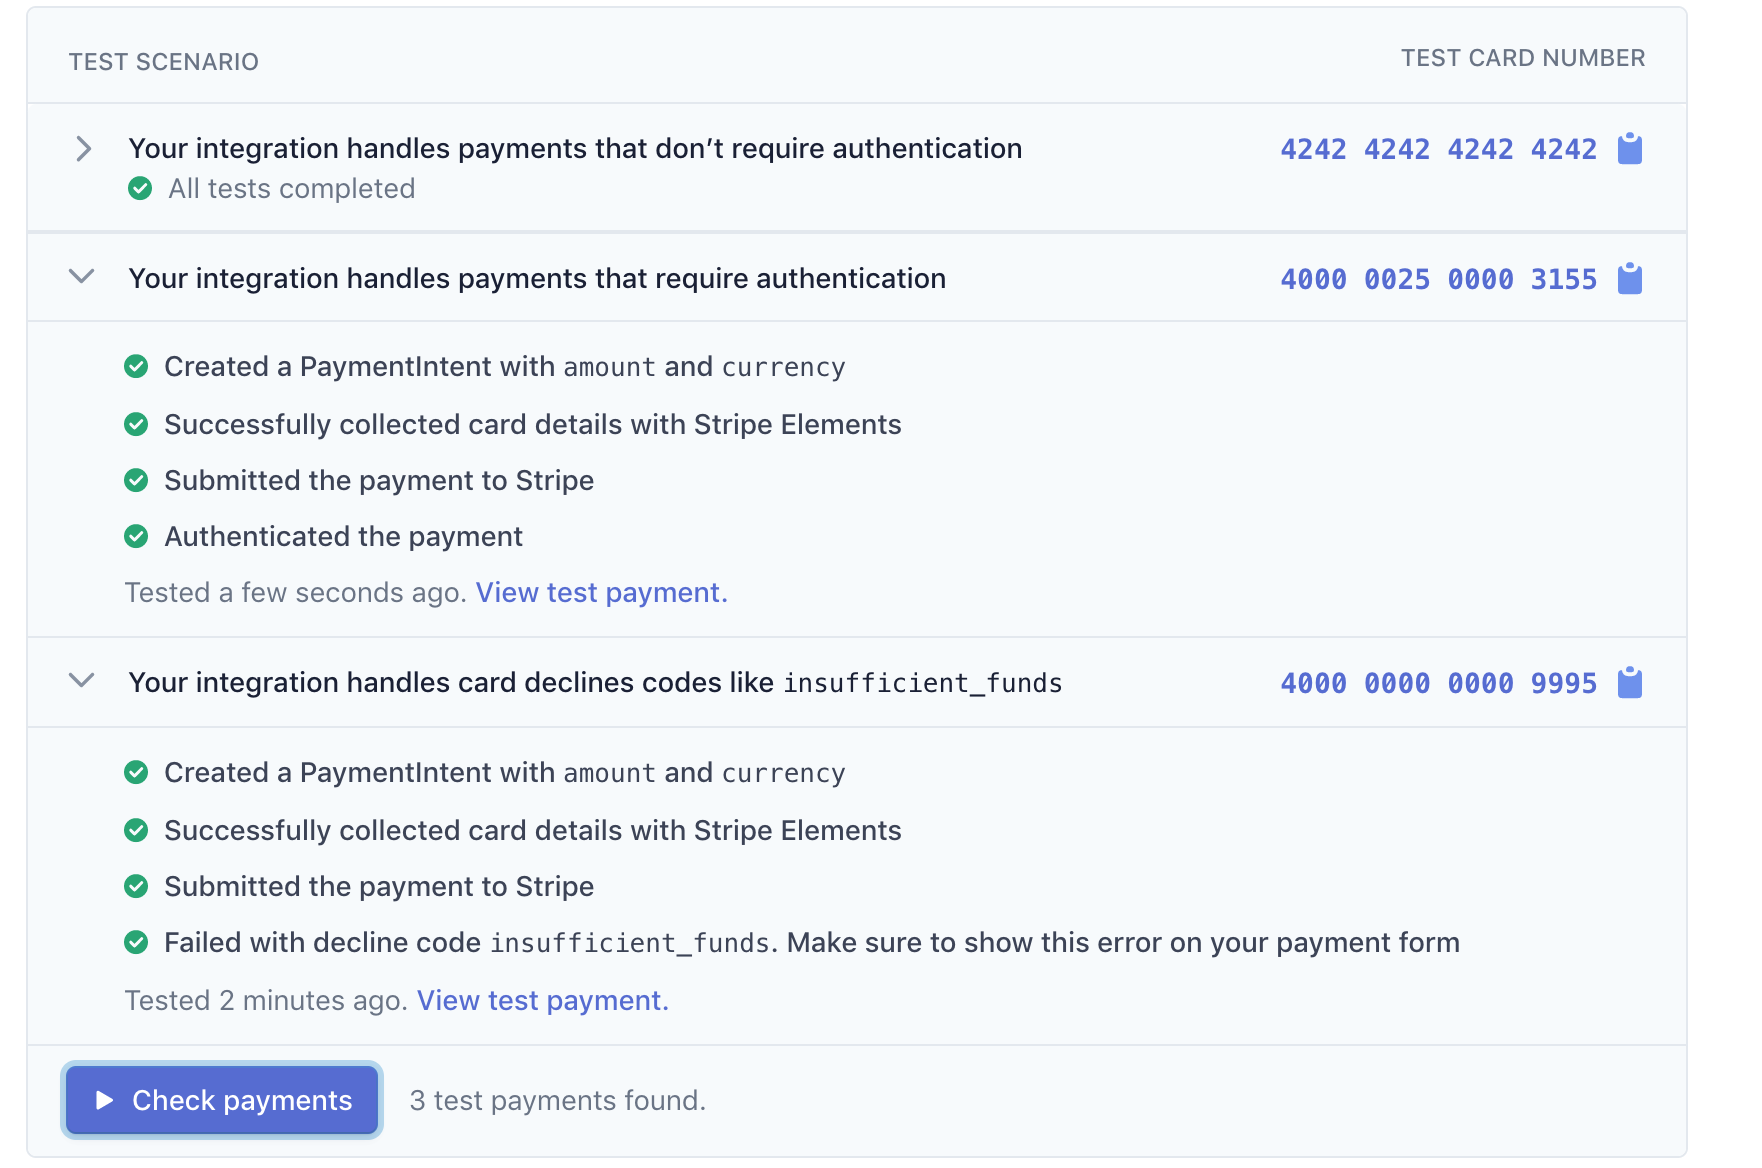 TEST SCENARIO
TEST CARD NUMBER
Your integration handles payments that don’t require authentication
4242 4242 4242 4242
All tests completed
Your integration handles payments that require authentication
4000 0025 0000 3155
Created a PaymentIntent with amount and currency
Successfully collected card details with Stripe Elements
Submitted the payment to Stripe
Authenticated the payment
Tested a few seconds ago. View test payment.
Your integration handles card declines codes like insufficient_funds
4000 0000 0000 9995
Created a PaymentIntent with amount and currency
Successfully collected card details with Stripe Elements
Submitted the payment to Stripe
Failed with decline code insufficient_funds. Make sure to show this error on your payment form
Tested 2 minutes ago. View test payment.
Check payments
3 test payments found.